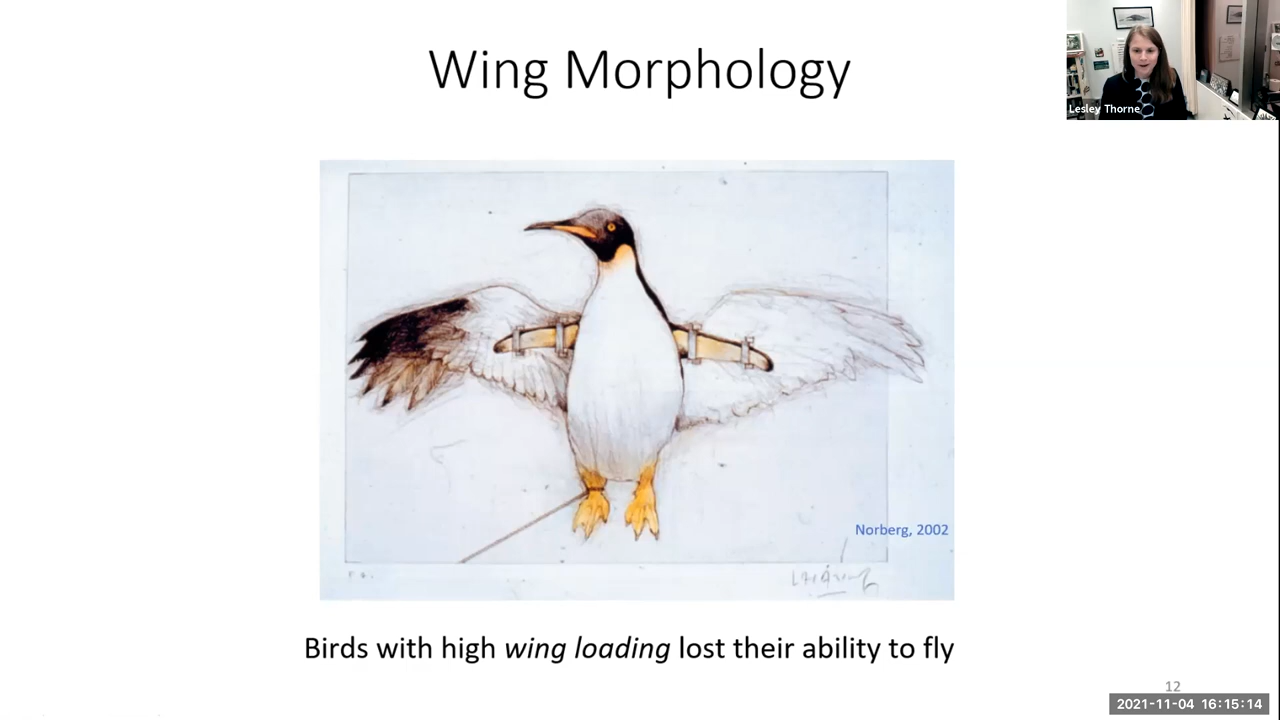 Wing Morphology
Lesley Thorne
Norberg, 2002
Birds with high wing loading lost their ability to fly
12
2021-11-04 16:15:14